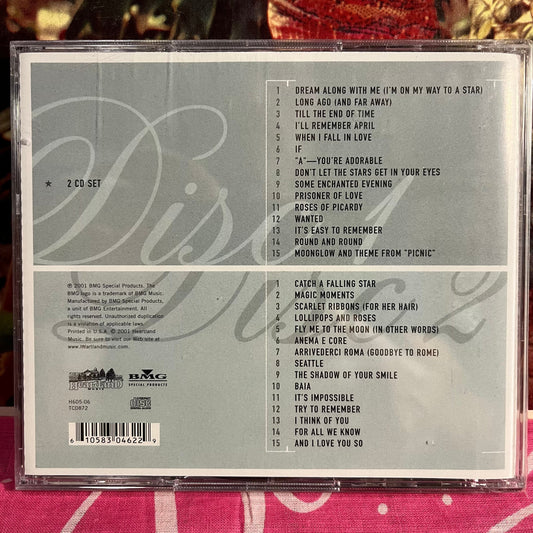 Disc 1
1 DREAM ALONG WITH ME (I'M ON MY WAY TO A STAR)
2 LONG AGO (AND FAR AWAY)
3 TILL THE END OF TIME
4 I'LL REMEMBER APRIL
5 WHEN I FALL IN LOVE
6 IF
7 "A"—YOU'RE ADORABLE
8 DON'T LET THE STARS GET IN YOUR EYES
9 SOME ENCHANTED EVENING
10 PRISONER OF LOVE
11 ROSES OF PICARDY
12 WANTED
13 IT'S EASY TO REMEMBER
14 ROUND AND ROUND
15 MOONGLOW AND THEME FROM "PICNIC"
★ 2 CD SET
Disc 2
1 CATCH A FALLING STAR
2 MAGIC MOMENTS
3 SCARLET RIBBONS (FOR HER HAIR)
4 LOLLIPOPS AND ROSES
5 FLY ME TO THE MOON (IN OTHER WORDS)
6 ANEMA E CORE
7 ARRIVEDERCI ROMA (GOODBYE TO ROME)
8 SEATTLE
9 THE SHADOW OF YOUR SMILE
10 BAIA
11 IT'S IMPOSSIBLE
12 TRY TO REMEMBER
13 I THINK OF YOU
14 FOR ALL WE KNOW
15 AND I LOVE YOU SO
℗ 2001 BMG Special Products. The
BMG logo is a trademark of BMG Music.
Manufactured by BMG Special Products,
a unit of BMG Entertainment. All
rights reserved. Unauthorized duplication
is a violation of applicable laws.
Printed in U.S.A. © 2001 Heartland
Music. Be sure to visit our Web site at
www.heartlandmusic.com!
HEARTLAND
MUSIC
BMG
SPECIAL PRODUCTS
H605-06
TCD872
COMPACT
disc
DIGITAL AUDIO
6 10583 04622 9